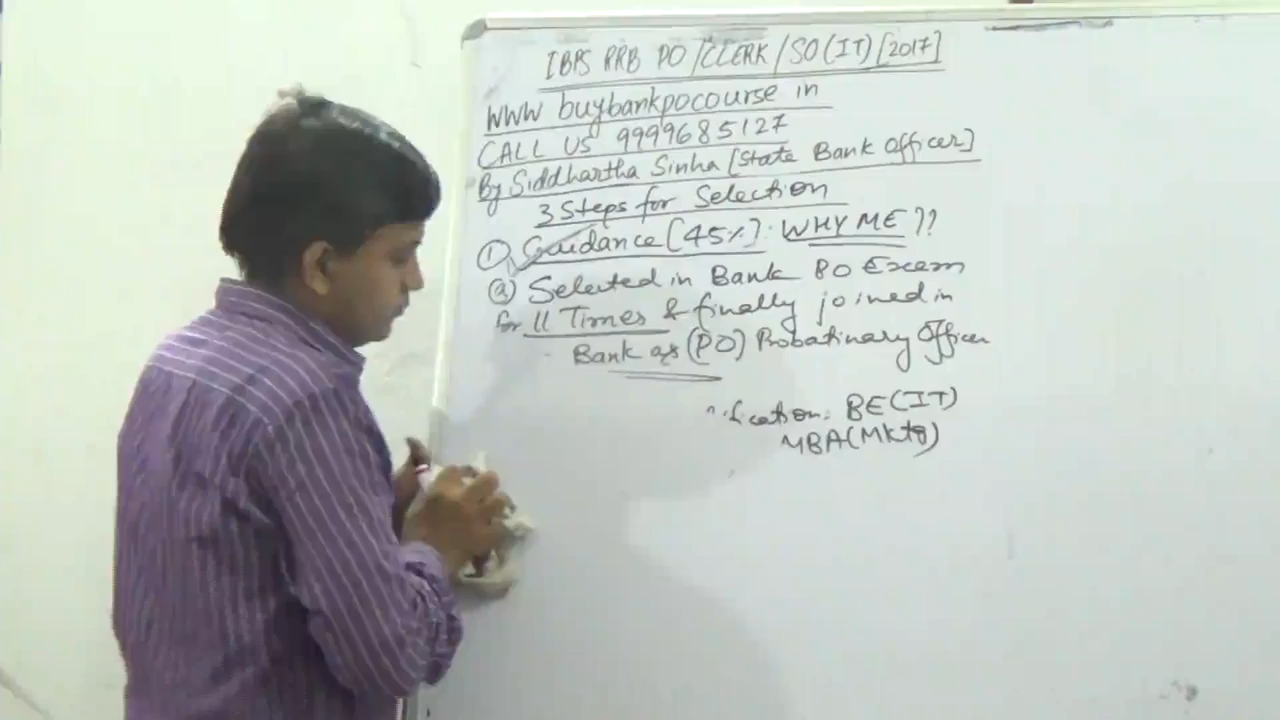 IBPS RRB PO/CLERK/SO(IT)[2017]
WWW buybankpocourse in
CALL US 9999685127
By Siddhartha Sinha [State Bank Officer]
3 Steps for Selection
① Guidance [45%]: WHY ME ??
ⓐ Selected in Bank PO Exam
for 11 Times & finally joined in
Bank as (PO) Probatinary Officer
ification: BE(IT)
MBA(Mktg)